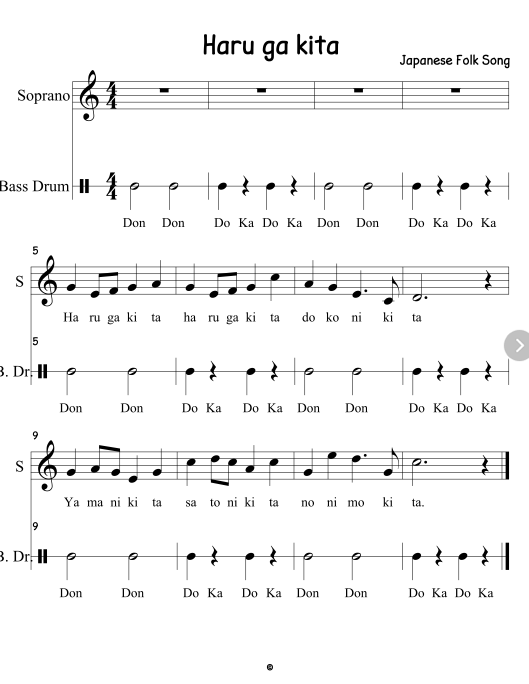 Haru ga kita
Japanese Folk Song
Soprano
Bass Drum
Don Don Do Ka Do Ka Don Don Do Ka Do Ka
5
S
Ha ru ga ki ta ha ru ga ki ta do ko ni ki ta
5
B. Dr.
Don Don Do Ka Do Ka Don Don Do Ka Do Ka
9
S
Ya ma ni ki ta sa to ni ki ta no ni mo ki ta.
9
B. Dr.
Don Don Do Ka Do Ka Don Don Do Ka Do Ka
©